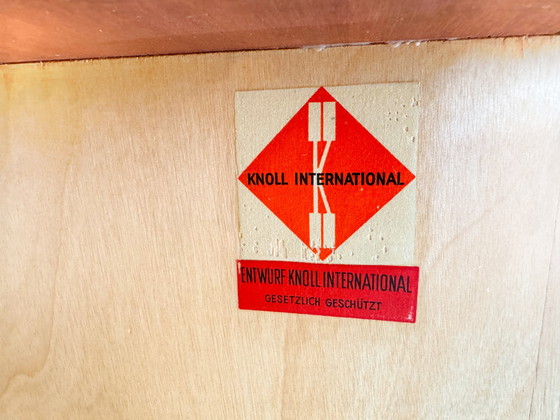 KNOLL INTERNATIONAL
ENTWURF KNOLL INTERNATIONAL
GESETZLICH GESCHÜTZT